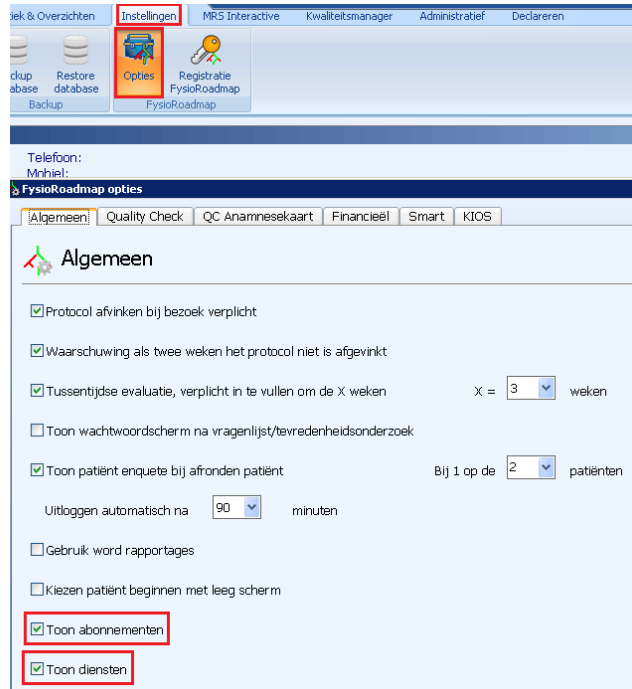 iek & Overzichten Instellingen MRS Interactive Kwaliteitsmanager Administratief Declareren
ckup Restore Opties Registratie
abase database FysioRoadmap
Backup FysioRoadmap
Telefoon:
Mobiel:
FysioRoadmap opties
Algemeen Quality Check QC Anamnesekaart Financieël Smart KIOS
Algemeen
Protocol afvinken bij bezoek verplicht
Waarschuwing als twee weken het protocol niet is afgevinkt
Tussentijdse evaluatie, verplicht in te vullen om de X weken X = 3 weken
Toon wachtwoordscherm na vragenlijst/tevredenheidsonderzoek
Toon patiënt enquete bij afronden patiënt Bij 1 op de 2 patiënten
Uitloggen automatisch na 90 minuten
Gebruik word rapportages
Kiezen patiënt beginnen met leeg scherm
Toon abonnementen
Toon diensten